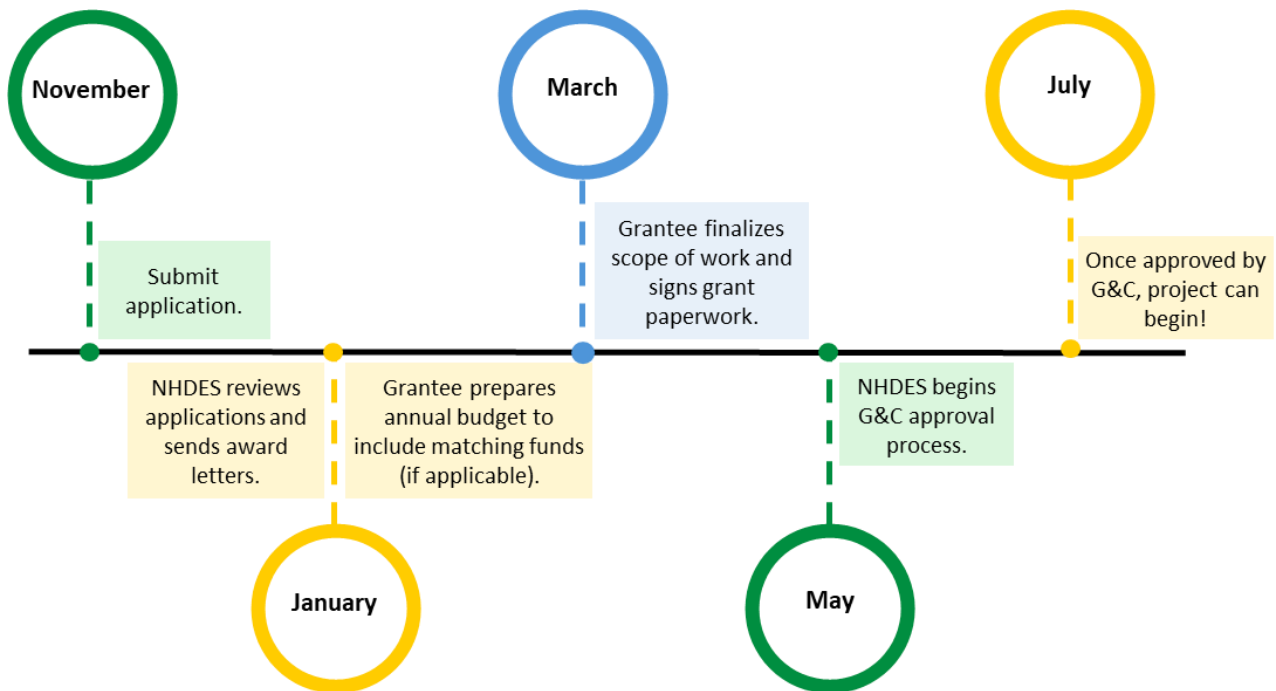 November
Submit
application.
NHDES reviews
applications and
sends award
letters.
January
Grantee prepares
annual budget to
include matching funds
(if applicable).
March
Grantee finalizes
scope of work and
signs grant
paperwork.
NHDES begins
G&C approval
process.
May
July
Once approved by
G&C, project can
begin!